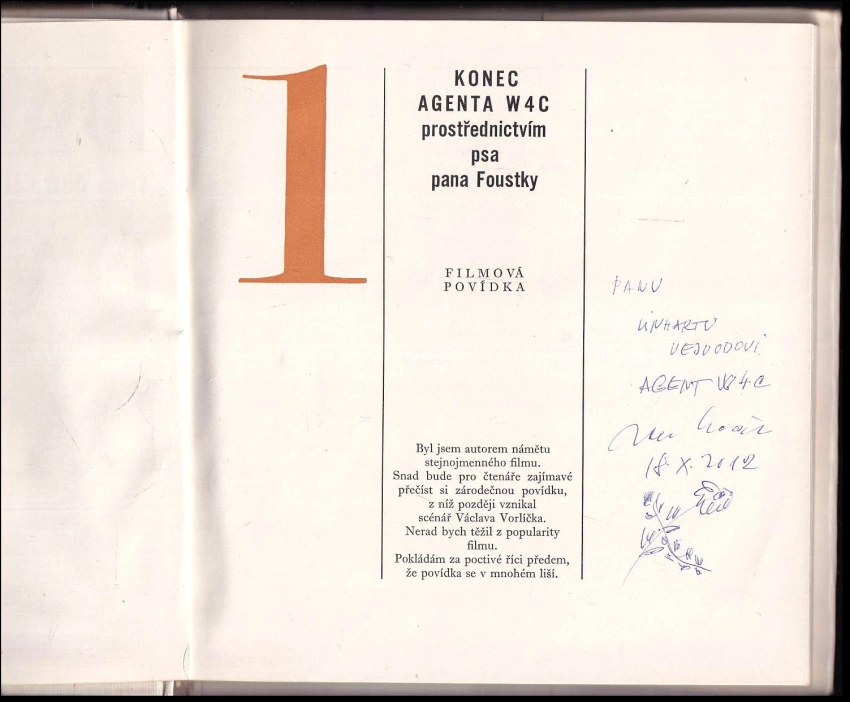 1
KONEC
AGENTA W4C
prostřednictvím
psa
pana Foustky
FILMOVÁ
POVÍDKA
Byl jsem autorem námětu
stejnojmenného filmu.
Snad bude pro čtenáře zajímavé
přečíst si zárodečnou povídku,
z níž později vznikal
scénář Václava Vorlíčka.
Nerad bych těžil z popularity
filmu.
Pokládám za poctivé říci předem,
že povídka se v mnohém liší.
PANU
LINHARTU
VEJVODOVI
AGENT W4C
18. X. 2012